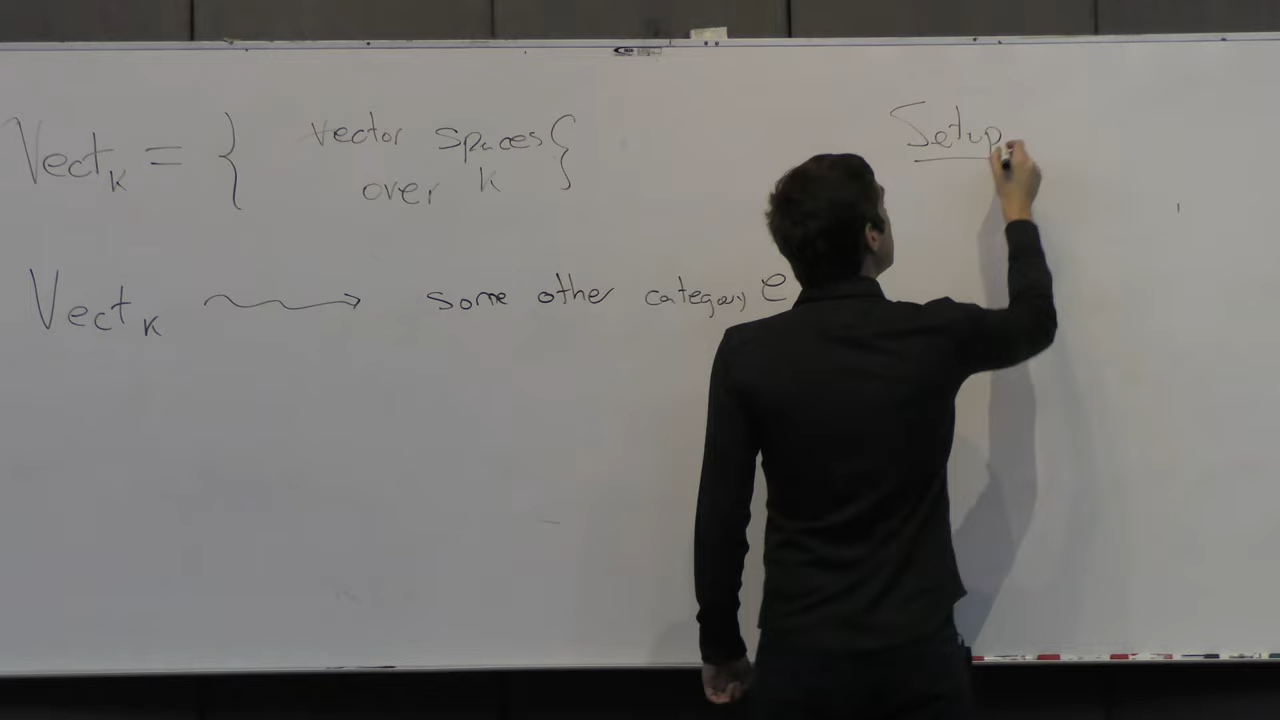 Vect_k = { vector spaces }
over k
Vect_k ⇝ some other category C
Setup